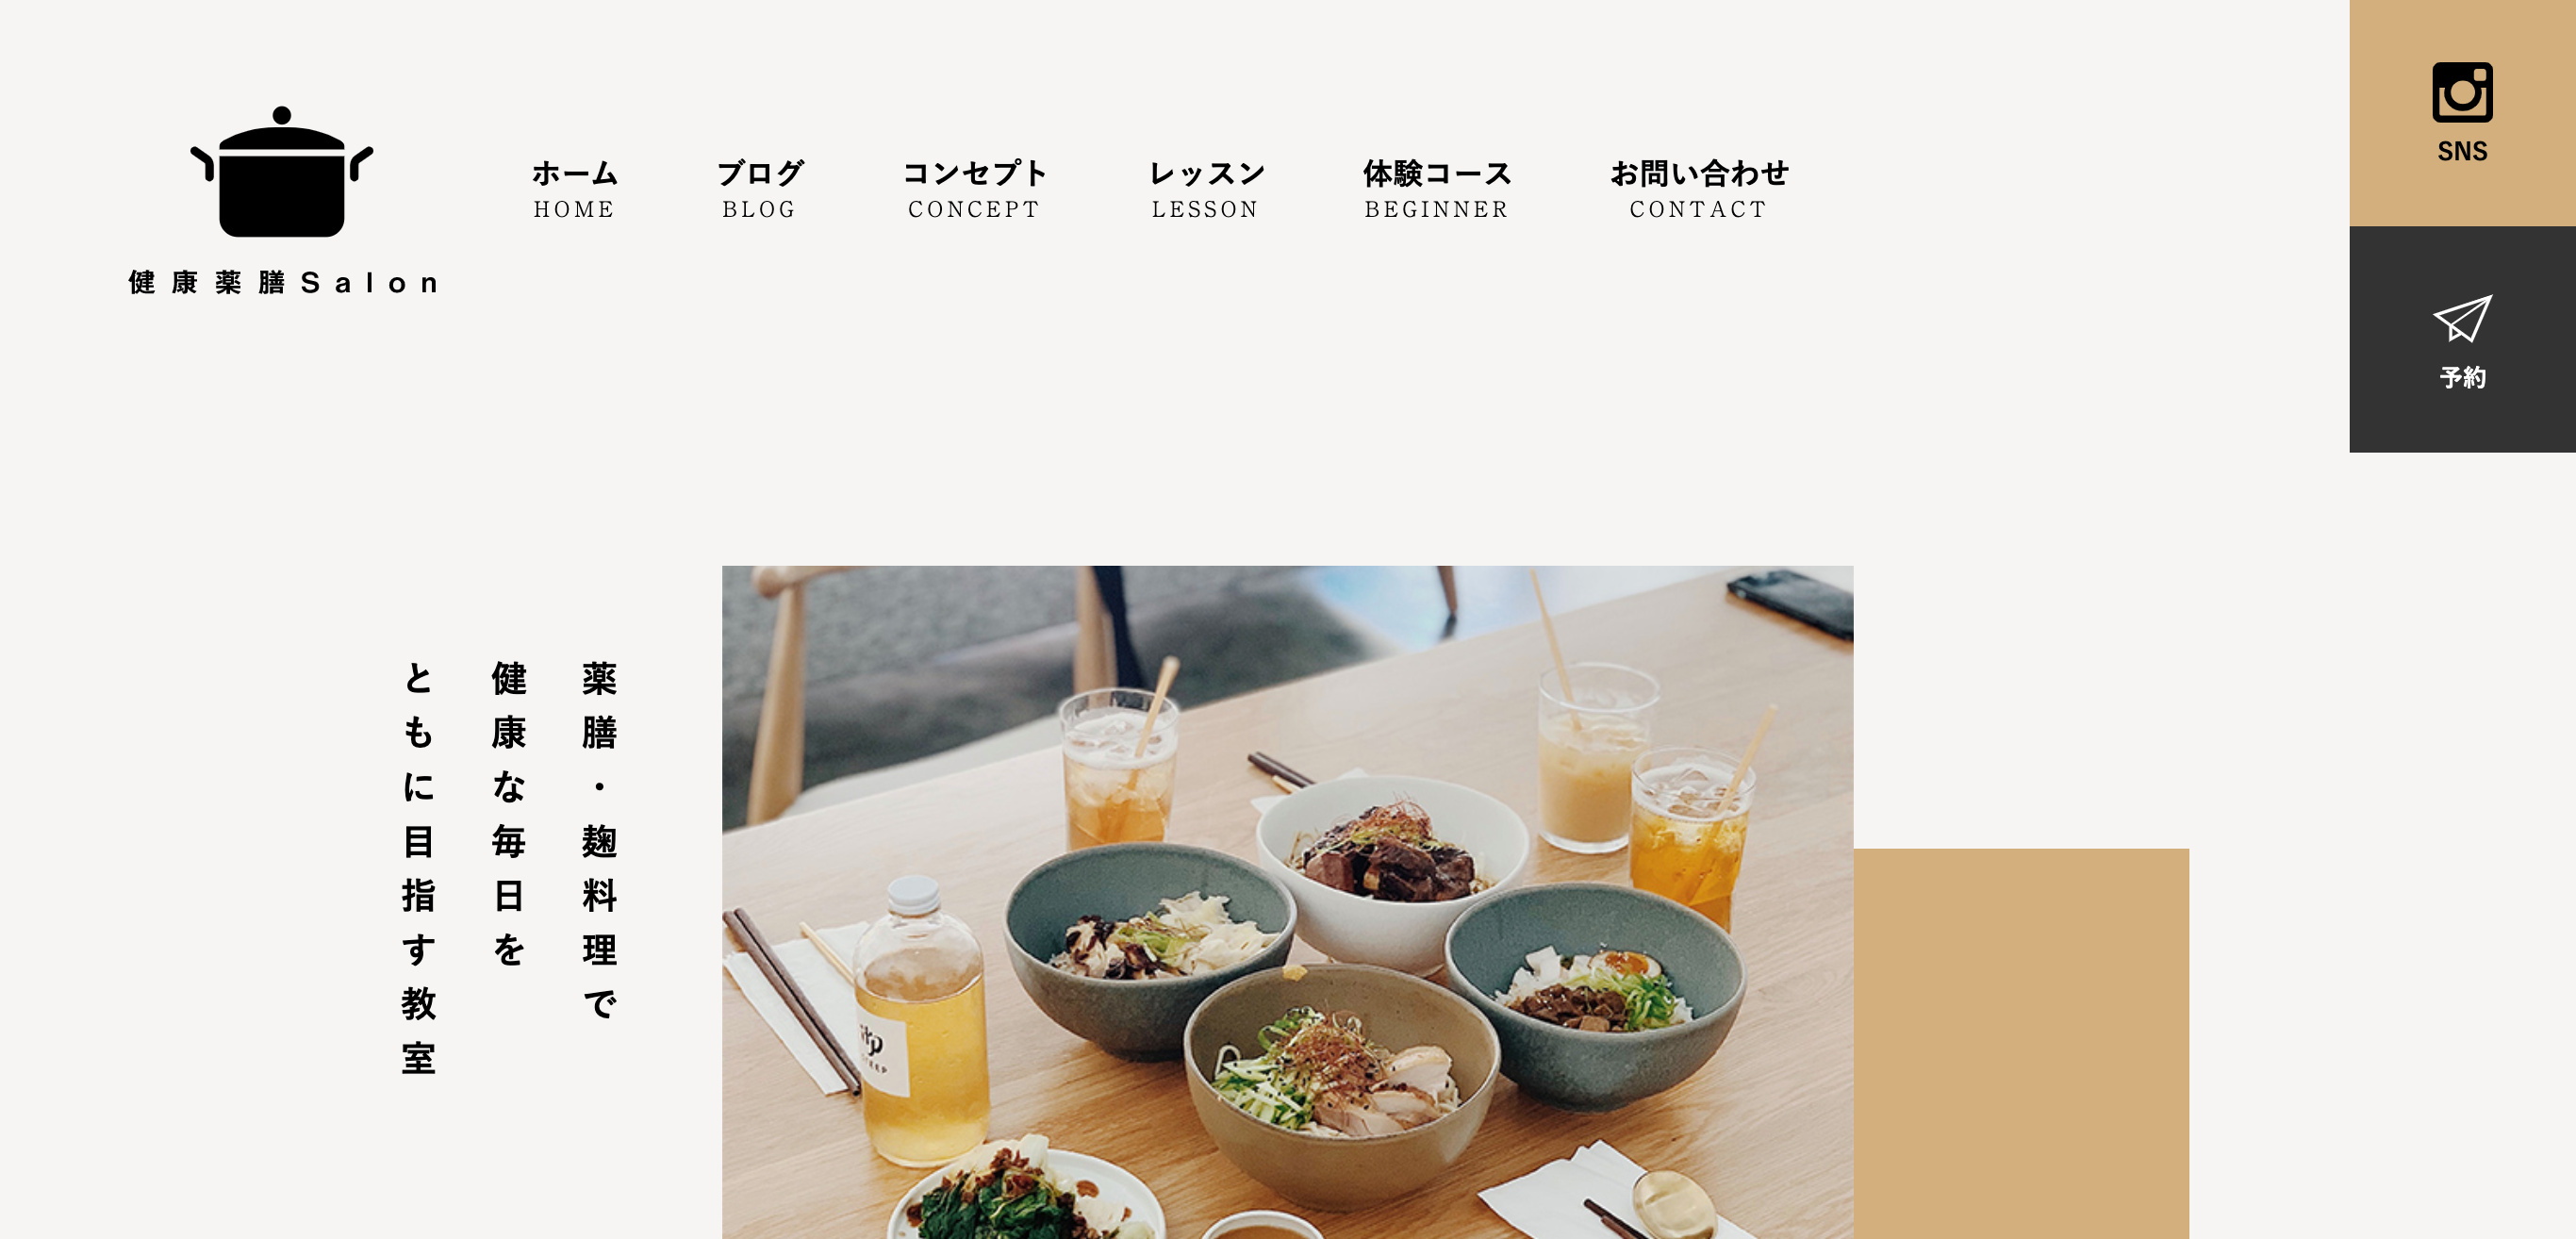 健康薬膳Salon
ホーム
HOME
ブログ
BLOG
コンセプト
CONCEPT
レッスン
LESSON
体験コース
BEGINNER
お問い合わせ
CONTACT
SNS
予約
薬膳・麹料理で
健康な毎日を
ともに目指す教室